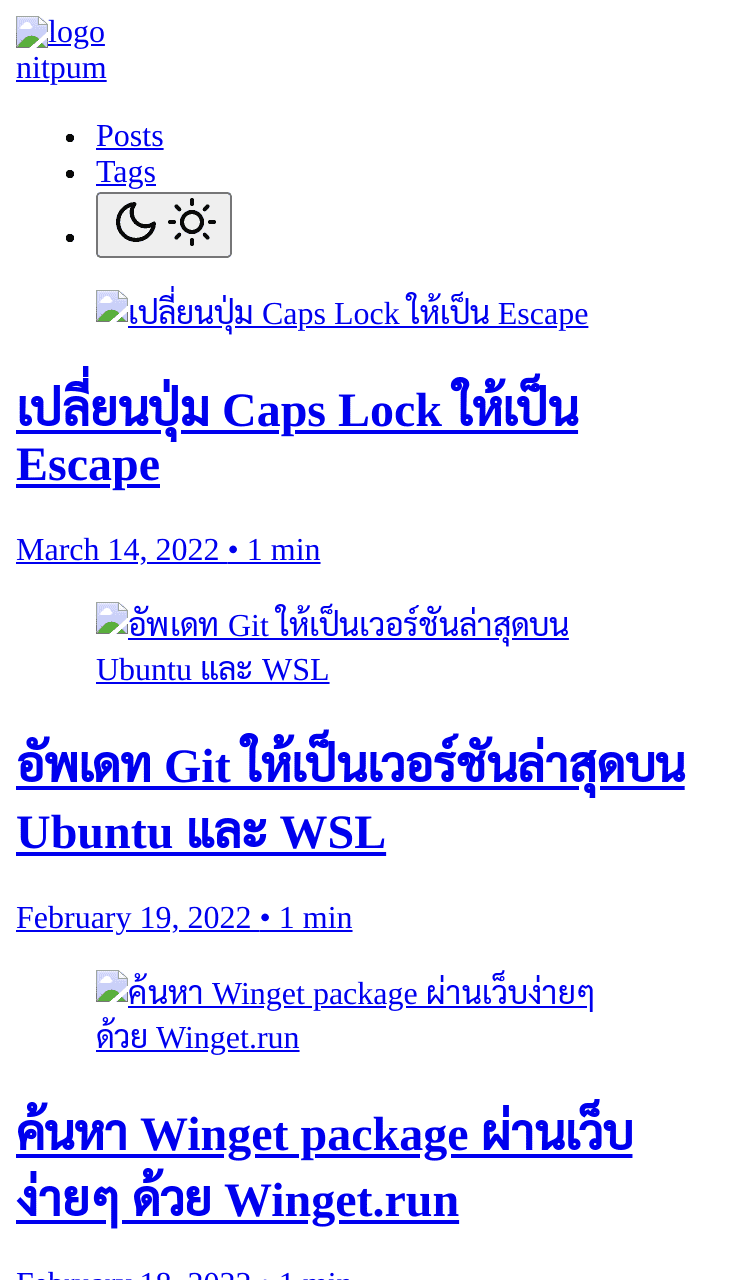 logo
nitpum
Posts
Tags
เปลี่ยนปุ่ม Caps Lock ให้เป็น Escape
เปลี่ยนปุ่ม Caps Lock ให้เป็น
Escape
March 14, 2022 • 1 min
อัพเดท Git ให้เป็นเวอร์ชันล่าสุดบน
Ubuntu และ WSL
อัพเดท Git ให้เป็นเวอร์ชันล่าสุดบน
Ubuntu และ WSL
February 19, 2022 • 1 min
ค้นหา Winget package ผ่านเว็บง่ายๆ
ด้วย Winget.run
ค้นหา Winget package ผ่านเว็บ
ง่ายๆ ด้วย Winget.run
February 18, 2022 • 1 min